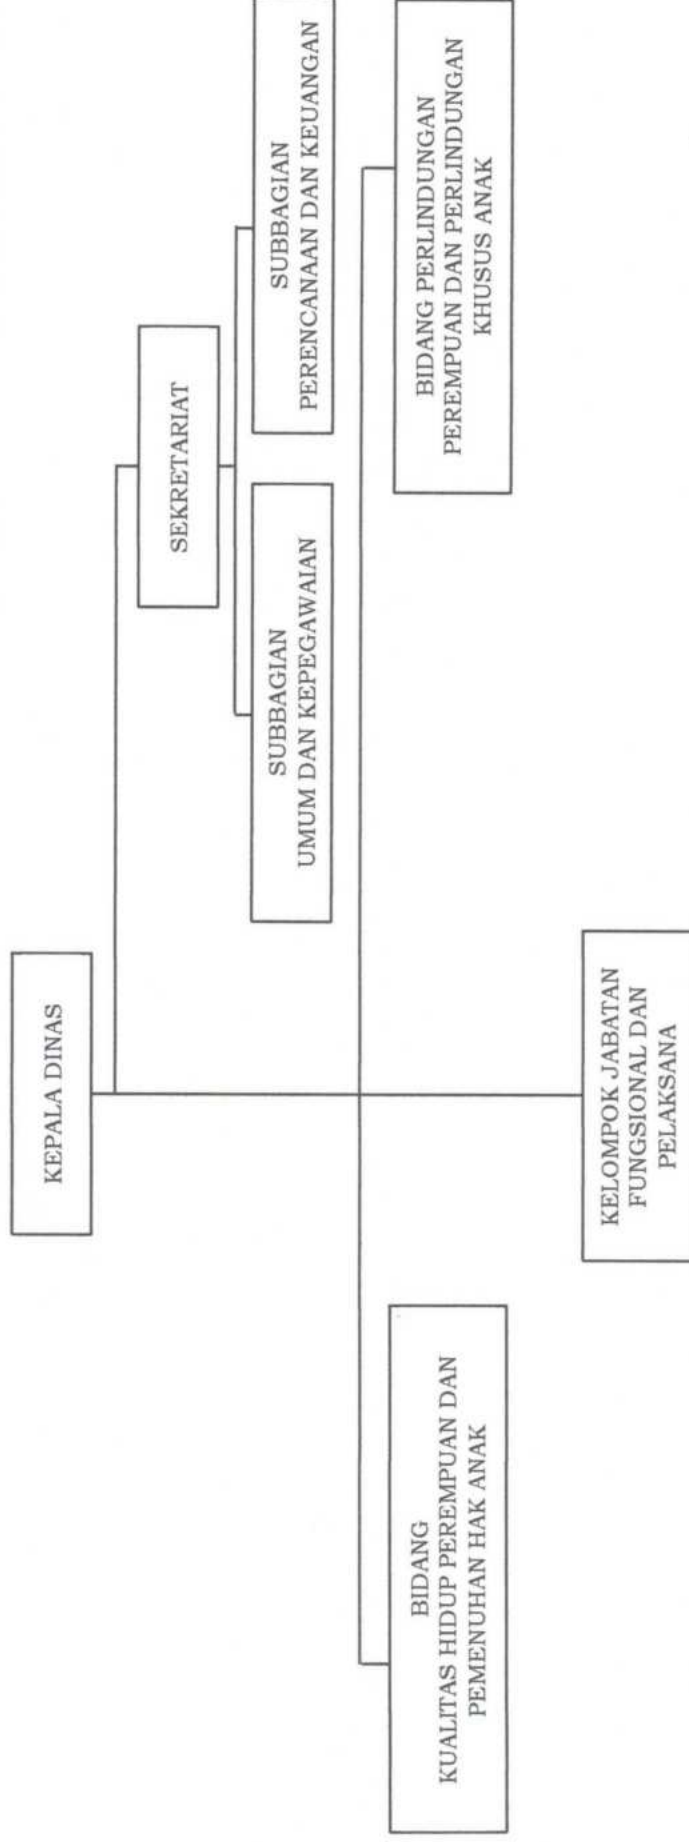 KEPALA DINAS
SEKRETARIAT
SUBBAGIAN
UMUM DAN KEPEGAWAIAN
SUBBAGIAN
PERENCANAAN DAN KEUANGAN
BIDANG
KUALITAS HIDUP PEREMPUAN DAN
PEMENUHAN HAK ANAK
BIDANG PERLINDUNGAN
PEREMPUAN DAN PERLINDUNGAN
KHUSUS ANAK
KELOMPOK JABATAN
FUNGSIONAL DAN
PELAKSANA